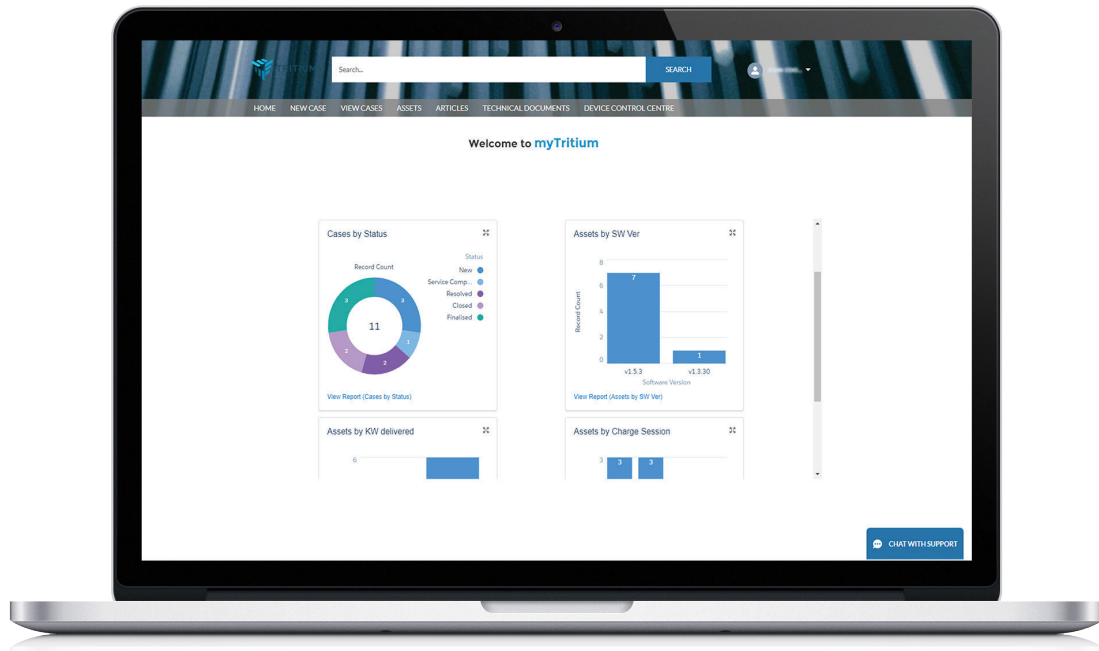 TRITIUM
Search...
SEARCH
HOME NEW CASE VIEW CASES ASSETS ARTICLES TECHNICAL DOCUMENTS DEVICE CONTROL CENTRE
Welcome to myTritium
Cases by Status
Status
Record Count
New
Service Comp...
Resolved
Closed
Finalised
3
3
11
1
2
2
View Report (Cases by Status)
Assets by SW Ver
8
7
6
4
2
1
0
Record Count
v1.5.3 v1.3.30
Software Version
View Report (Assets by SW Ver)
Assets by KW delivered
6
Assets by Charge Session
3 3 3
CHAT WITH SUPPORT